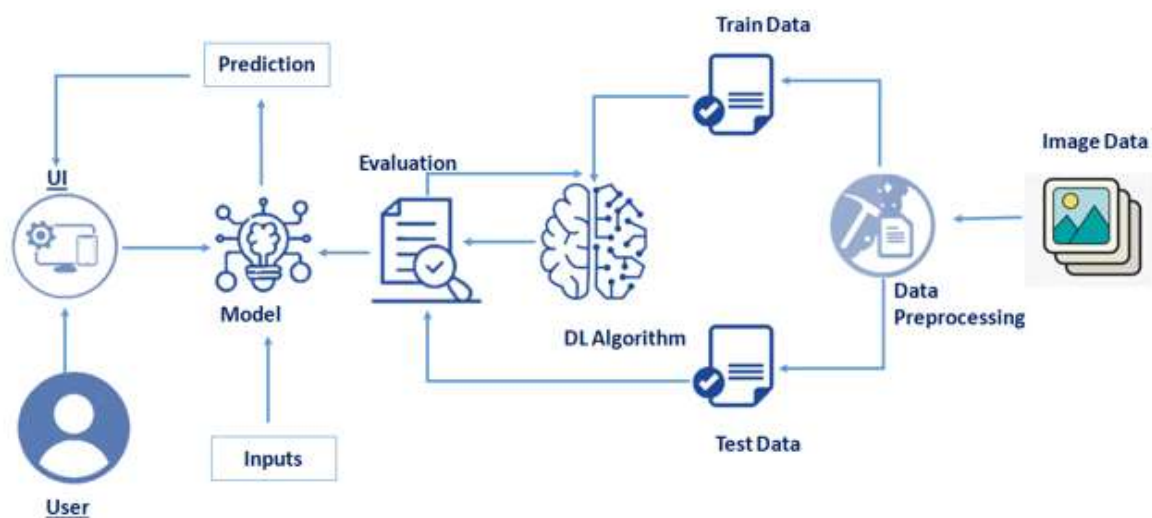 Train Data
Prediction
Image Data
Evaluation
UI
Data
Preprocessing
Model
DL Algorithm
Test Data
Inputs
User